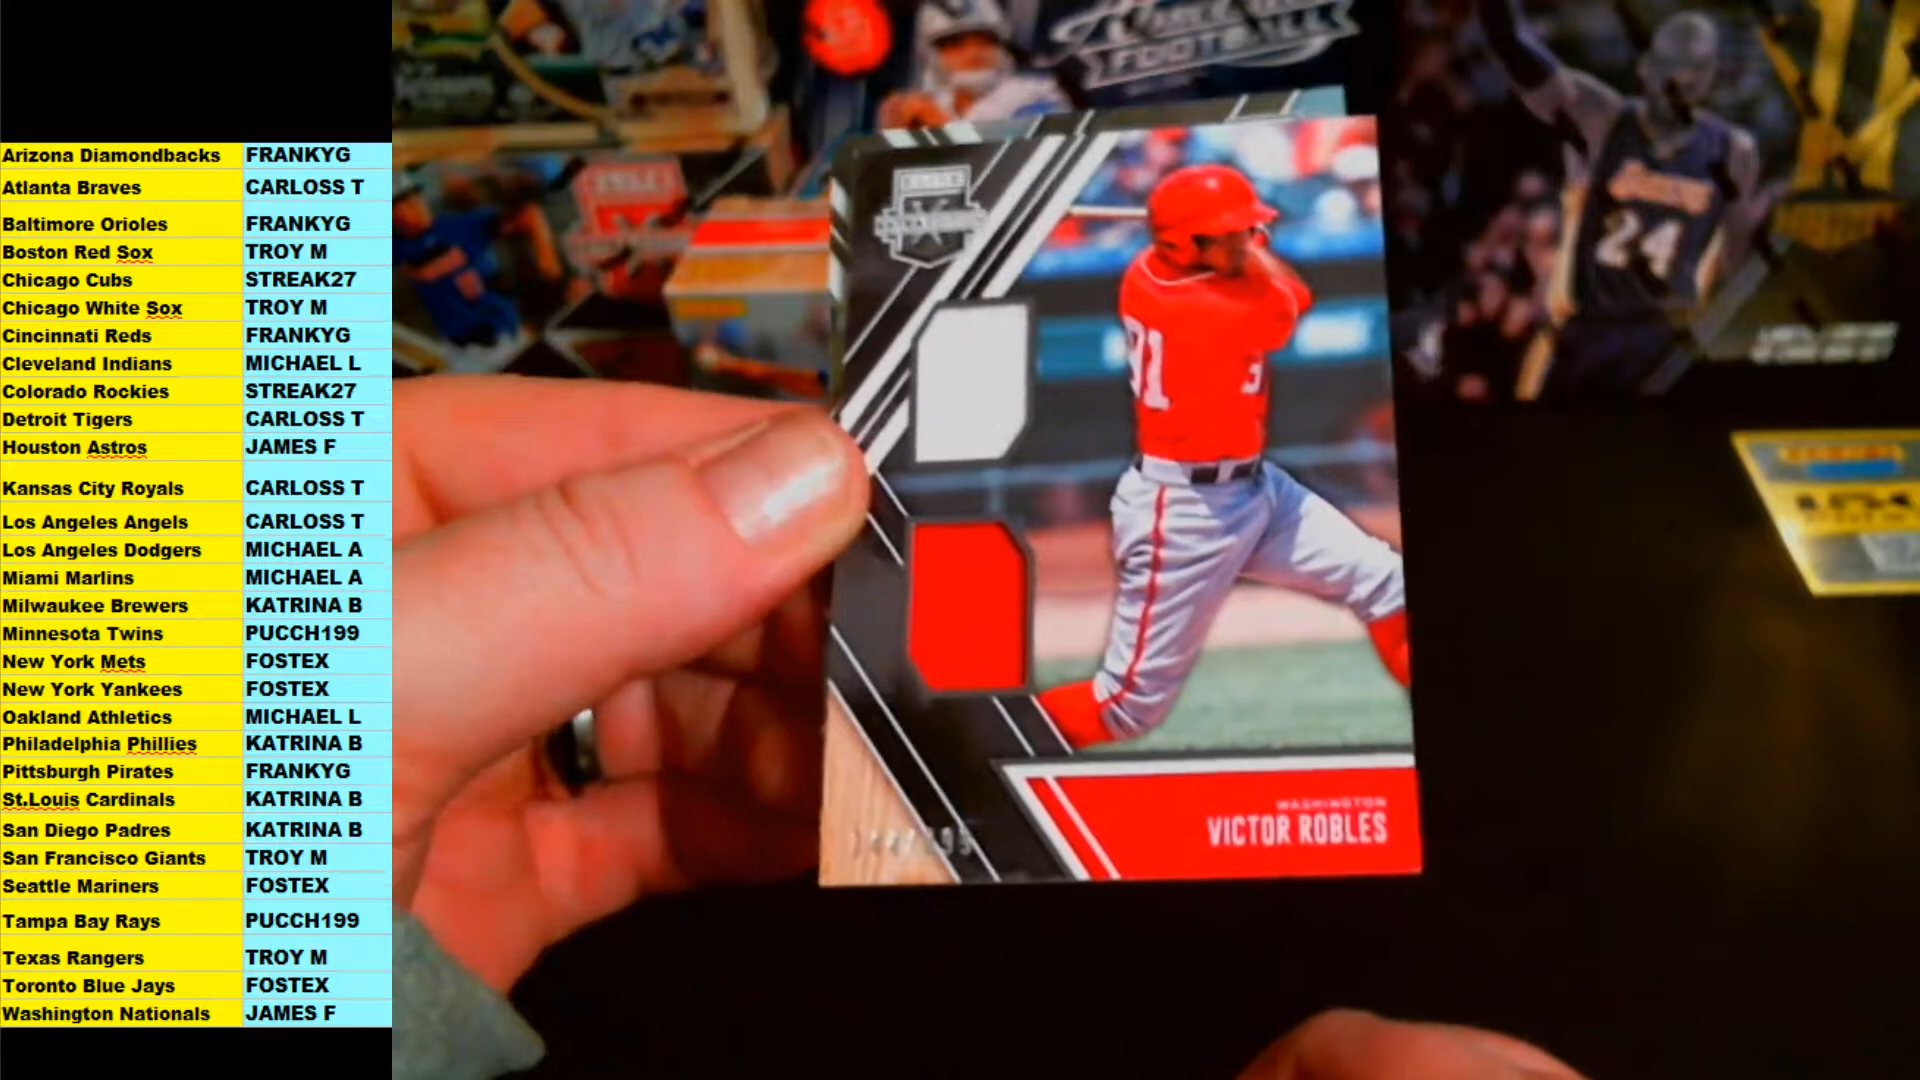 Arizona Diamondbacks FRANKYG
Atlanta Braves CARLOSS T
Baltimore Orioles FRANKYG
Boston Red Sox TROY M
Chicago Cubs STREAK27
Chicago White Sox TROY M
Cincinnati Reds FRANKYG
Cleveland Indians MICHAEL L
Colorado Rockies STREAK27
Detroit Tigers CARLOSS T
Houston Astros JAMES F
Kansas City Royals CARLOSS T
Los Angeles Angels CARLOSS T
Los Angeles Dodgers MICHAEL A
Miami Marlins MICHAEL A
Milwaukee Brewers KATRINA B
Minnesota Twins PUCCH199
New York Mets FOSTEX
New York Yankees FOSTEX
Oakland Athletics MICHAEL L
Philadelphia Phillies KATRINA B
Pittsburgh Pirates FRANKYG
St.Louis Cardinals KATRINA B
San Diego Padres KATRINA B
San Francisco Giants TROY M
Seattle Mariners FOSTEX
Tampa Bay Rays PUCCH199
Texas Rangers TROY M
Toronto Blue Jays FOSTEX
Washington Nationals JAMES F
FOOTBALL
24
91
WASHINGTON
VICTOR ROBLES